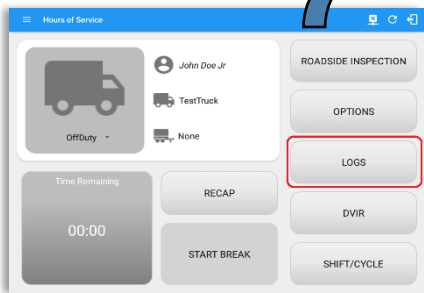 Hours of Service
John Doe Jr
TestTruck
None
OffDuty
Time Remaining
00:00
RECAP
START BREAK
ROADSIDE INSPECTION
OPTIONS
LOGS
DVIR
SHIFT/CYCLE